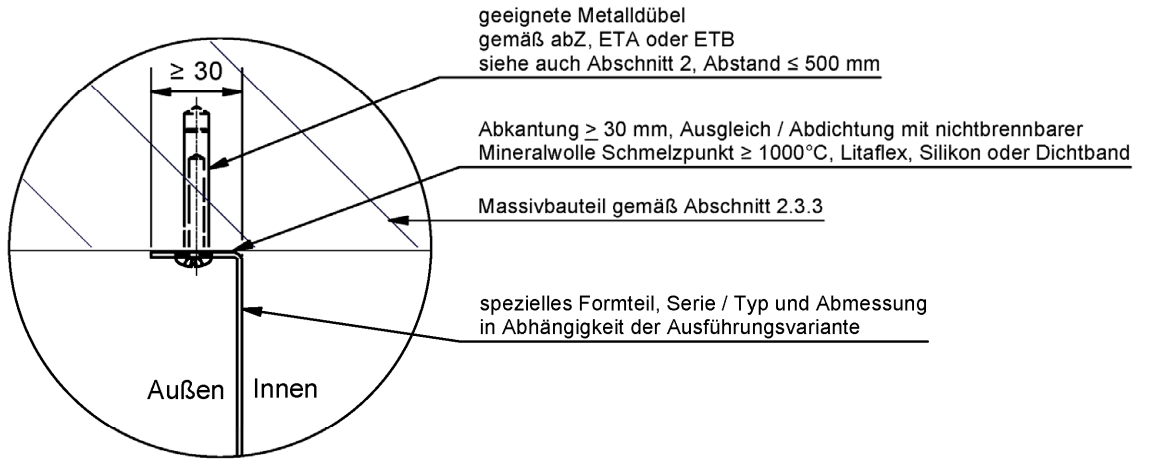 geeignete Metalldübel
gemäß abZ, ETA oder ETB
siehe auch Abschnitt 2, Abstand ≤ 500 mm
≥ 30
Abkantung ≥ 30 mm, Ausgleich / Abdichtung mit nichtbrennbarer
Mineralwolle Schmelzpunkt ≥ 1000°C, Litaflex, Silikon oder Dichtband
Massivbauteil gemäß Abschnitt 2.3.3
spezielles Formteil, Serie / Typ und Abmessung
in Abhängigkeit der Ausführungsvariante
Außen Innen